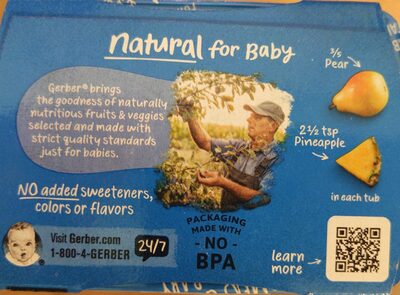 Natural for Baby
Gerber® brings
the goodness of naturally
nutritious fruits & veggies
selected and made with
strict quality standards
just for babies.
3/5
Pear
2 1/2 tsp
Pineapple
in each tub
NO added sweeteners,
colors or flavors
PACKAGING
MADE WITH
- NO -
BPA
Visit Gerber.com
1-800-4-GERBER
24/7
learn
more